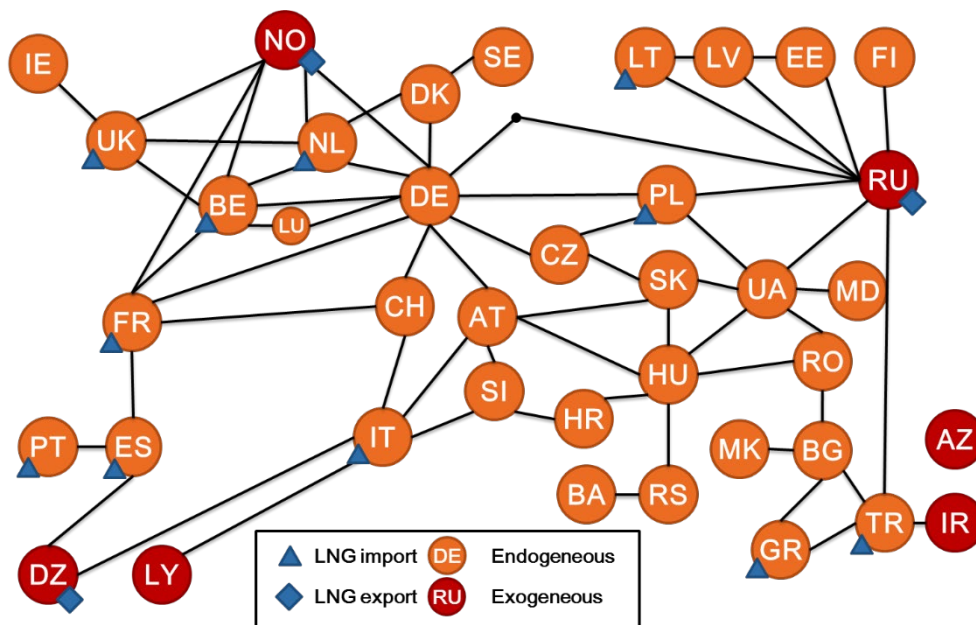 NO
IE
SE
LT
LV
EE
FI
DK
UK
NL
RU
BE
DE
PL
LU
CZ
SK
UA
MD
FR
CH
AT
HU
RO
SI
HR
PT
ES
IT
MK
BG
AZ
BA
RS
TR
IR
GR
DZ
LY
LNG import
DE
Endogeneous
LNG export
RU
Exogeneous